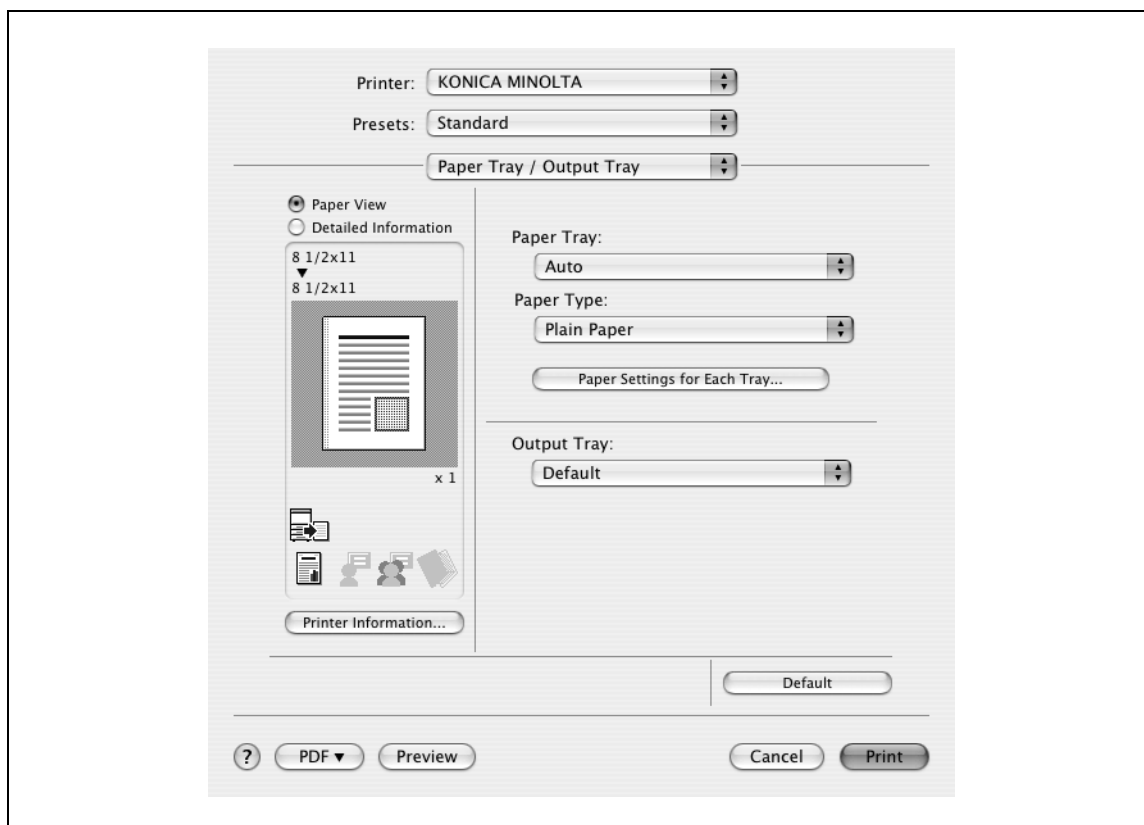 Printer: KONICA MINOLTA
Presets: Standard
Paper Tray / Output Tray
Paper View
Detailed Information
8 1/2x11
▼
8 1/2x11
x 1
Printer Information...
Paper Tray:
Auto
Paper Type:
Plain Paper
Paper Settings for Each Tray...
Output Tray:
Default
Default
? PDF ▼ Preview Cancel Print